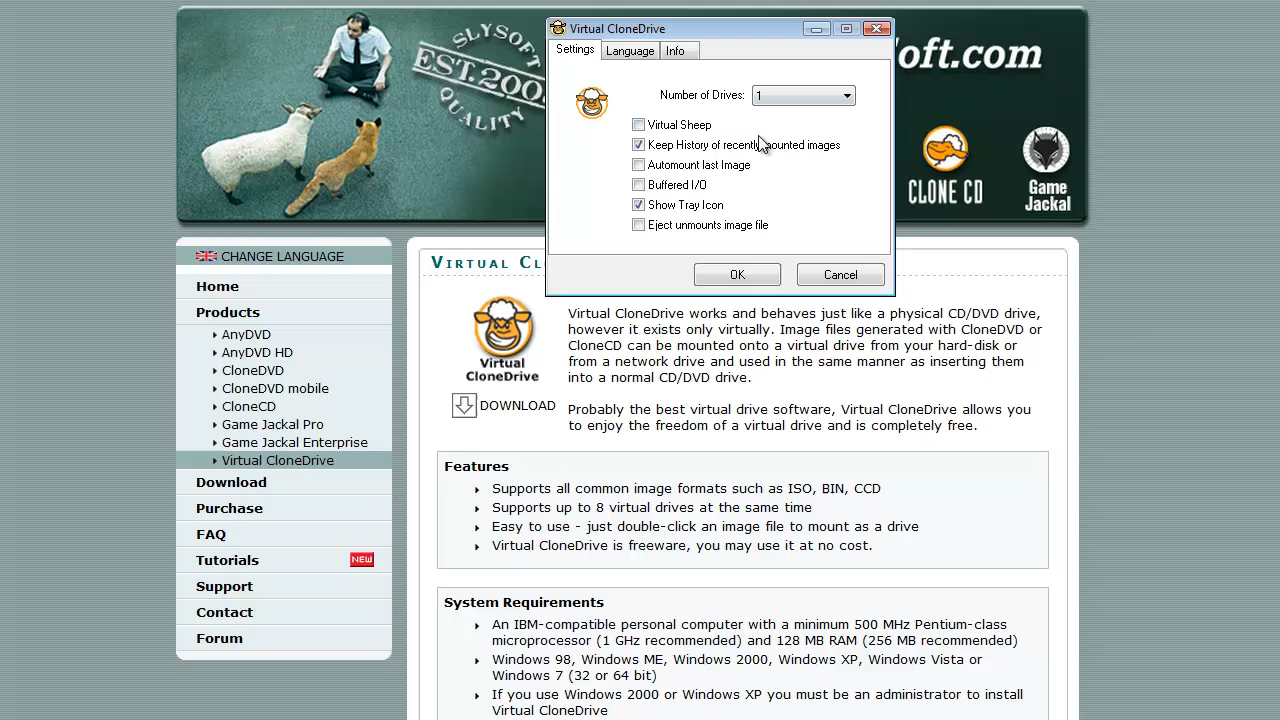 SLYSOFT
EST. 200
QUALITY
oft.com
CLONE CD
Game
Jackal
Virtual CloneDrive
Settings
Language
Info
Number of Drives:
1
Virtual Sheep
Keep History of recently mounted images
Automount last Image
Buffered I/O
Show Tray Icon
Eject unmounts image file
OK
Cancel
CHANGE LANGUAGE
Home
Products
AnyDVD
AnyDVD HD
CloneDVD
CloneDVD mobile
CloneCD
Game Jackal Pro
Game Jackal Enterprise
Virtual CloneDrive
Download
Purchase
FAQ
Tutorials
NEW
Support
Contact
Forum
VIRTUAL CL
Virtual
CloneDrive
DOWNLOAD
Virtual CloneDrive works and behaves just like a physical CD/DVD drive,
however it exists only virtually. Image files generated with CloneDVD or
CloneCD can be mounted onto a virtual drive from your hard-disk or
from a network drive and used in the same manner as inserting them
into a normal CD/DVD drive.
Probably the best virtual drive software, Virtual CloneDrive allows you
to enjoy the freedom of a virtual drive and is completely free.
Features
Supports all common image formats such as ISO, BIN, CCD
Supports up to 8 virtual drives at the same time
Easy to use - just double-click an image file to mount as a drive
Virtual CloneDrive is freeware, you may use it at no cost.
System Requirements
An IBM-compatible personal computer with a minimum 500 MHz Pentium-class
microprocessor (1 GHz recommended) and 128 MB RAM (256 MB recommended)
Windows 98, Windows ME, Windows 2000, Windows XP, Windows Vista or
Windows 7 (32 or 64 bit)
If you use Windows 2000 or Windows XP you must be an administrator to install
Virtual CloneDrive